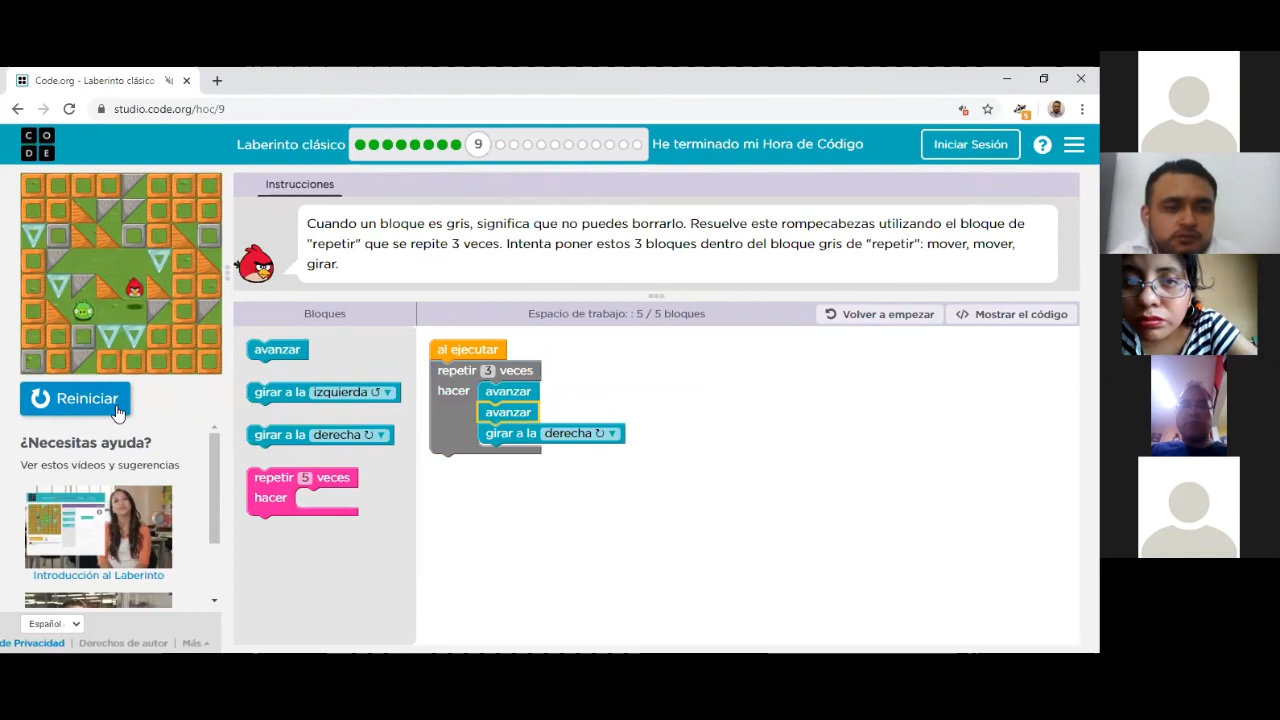 Code.org - Laberinto clásico
studio.code.org/hoc/9
C O
D E
Laberinto clásico
9
He terminado mi Hora de Código
Iniciar Sesión
?
Instrucciones
Cuando un bloque es gris, significa que no puedes borrarlo. Resuelve este rompecabezas utilizando el bloque de
"repetir" que se repite 3 veces. Intenta poner estos 3 bloques dentro del bloque gris de "repetir": mover, mover,
girar.
Bloques
Espacio de trabajo: : 5 / 5 bloques
Volver a empezar
</> Mostrar el código
avanzar
girar a la izquierda ↺ ▼
girar a la derecha ↻ ▼
repetir 5 veces
hacer
al ejecutar
repetir 3 veces
hacer avanzar
avanzar
girar a la derecha ↻ ▼
Reiniciar
¿Necesitas ayuda?
Ver estos vídeos y sugerencias
Introducción al Laberinto
Español
de Privacidad | Derechos de autor | Más